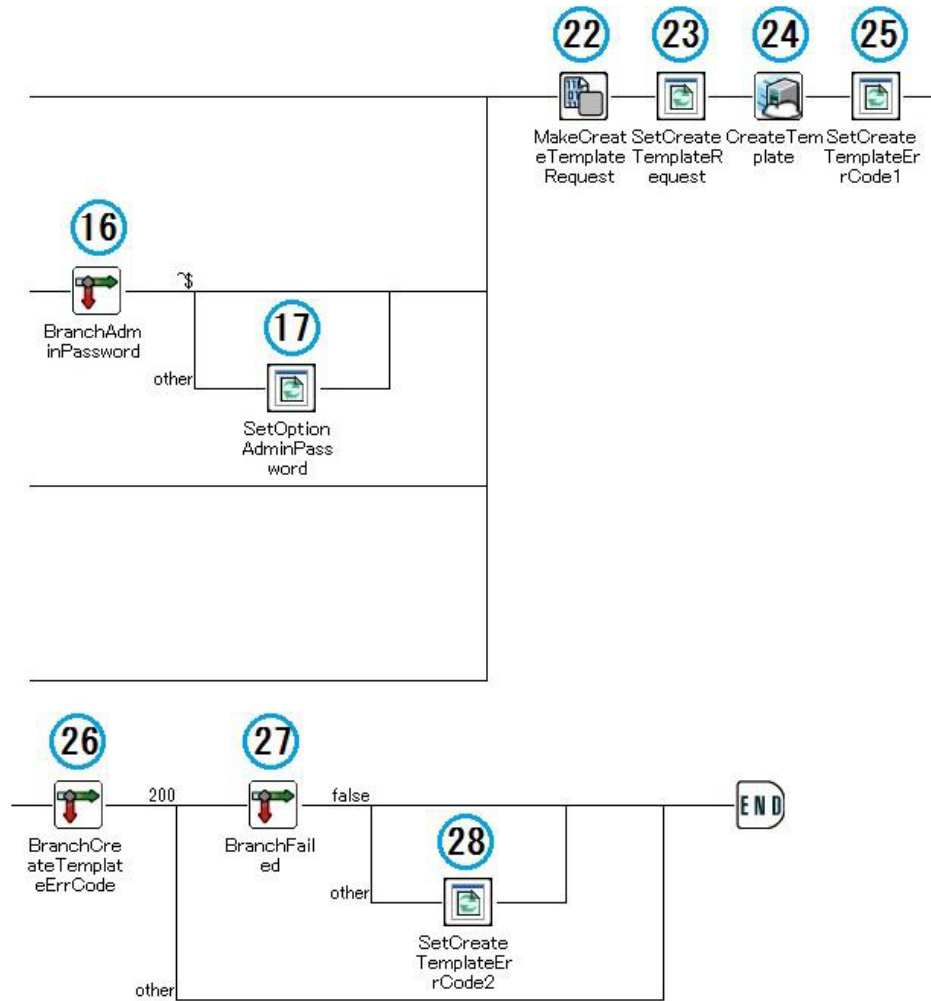 22 23 24 25
MakeCreat SetCreate CreateTem SetCreate
eTemplate TemplateR plate TemplateEr
Request equest rCode1
16
^$
BranchAdm
inPassword
17
other
SetOption
AdminPass
word
26 27
200 false
BranchCre
ateTemplat
eErrCode
BranchFail
ed
28
END
other
SetCreate
TemplateEr
rCode2
other